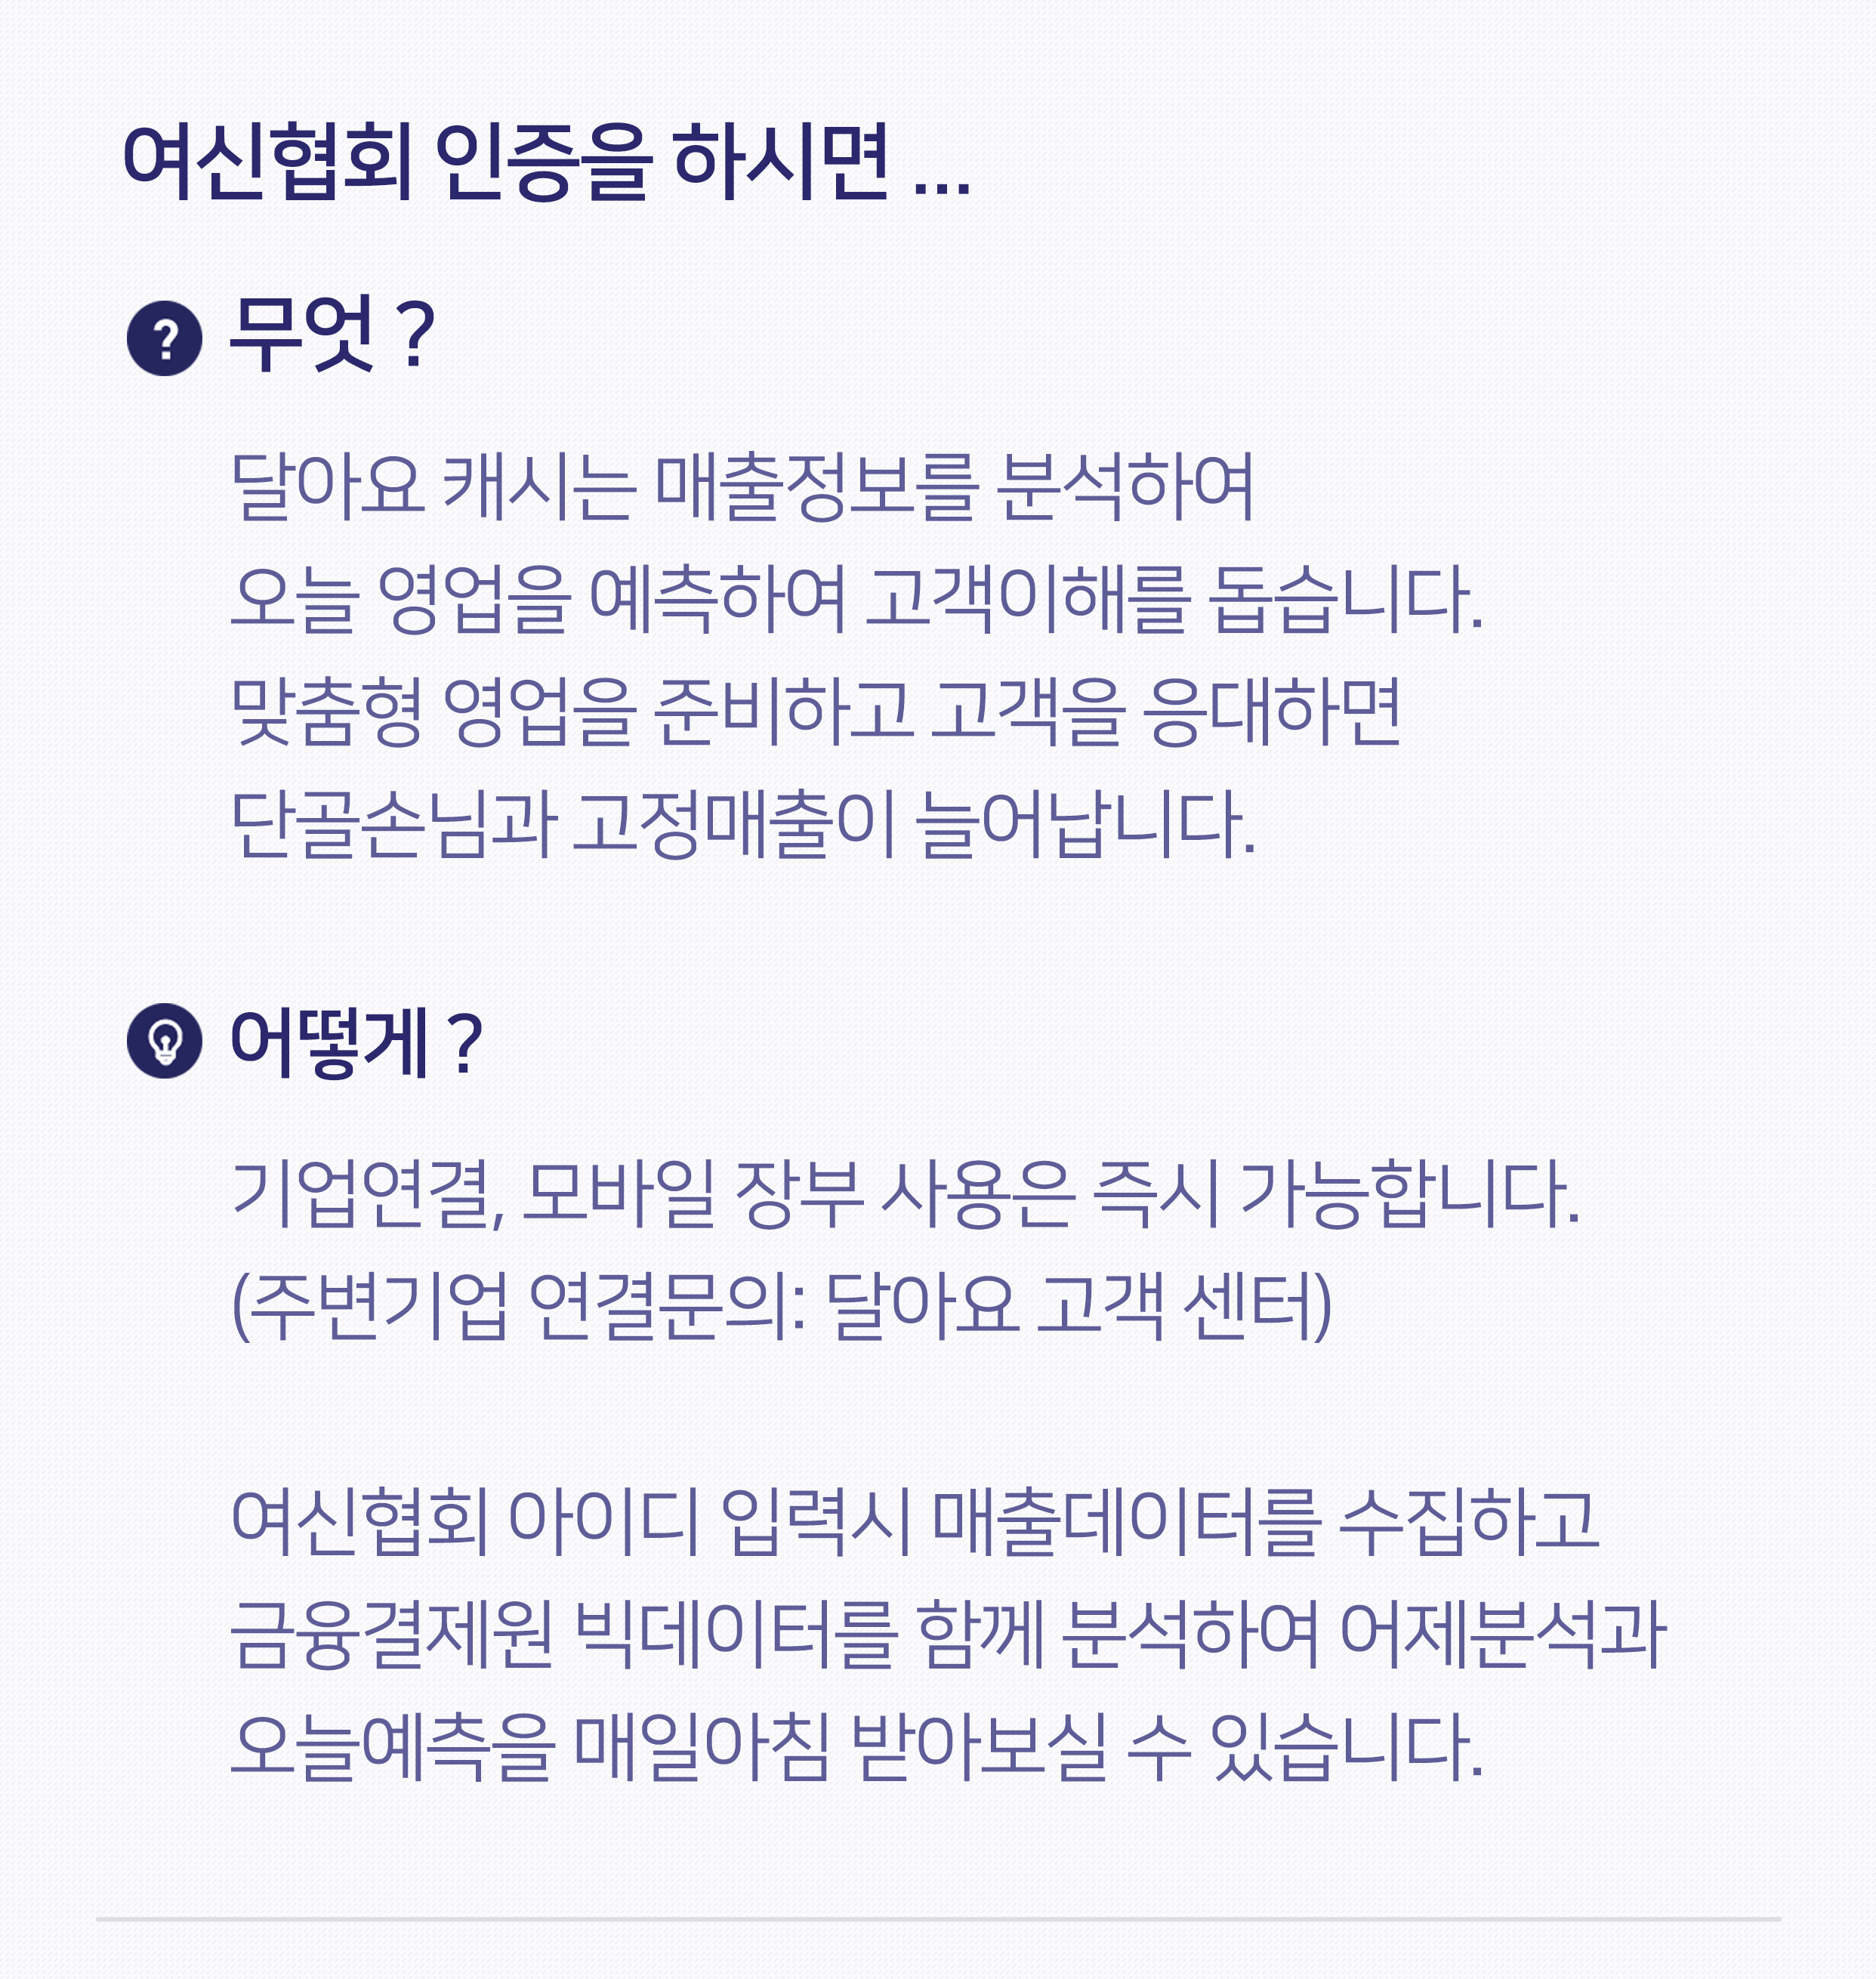 여신협회 인증을 하시면 ...
무엇 ?
달아요 캐시는 매출정보를 분석하여
오늘 영업을 예측하여 고객이해를 돕습니다.
맞춤형 영업을 준비하고 고객을 응대하면
단골손님과 고정매출이 늘어납니다.
어떻게 ?
기업연결, 모바일 장부 사용은 즉시 가능합니다.
(주변기업 연결문의: 달아요 고객 센터)
여신협회 아이디 입력시 매출데이터를 수집하고
금융결제원 빅데이터를 함께 분석하여 어제분석과
오늘예측을 매일아침 받아보실 수 있습니다.